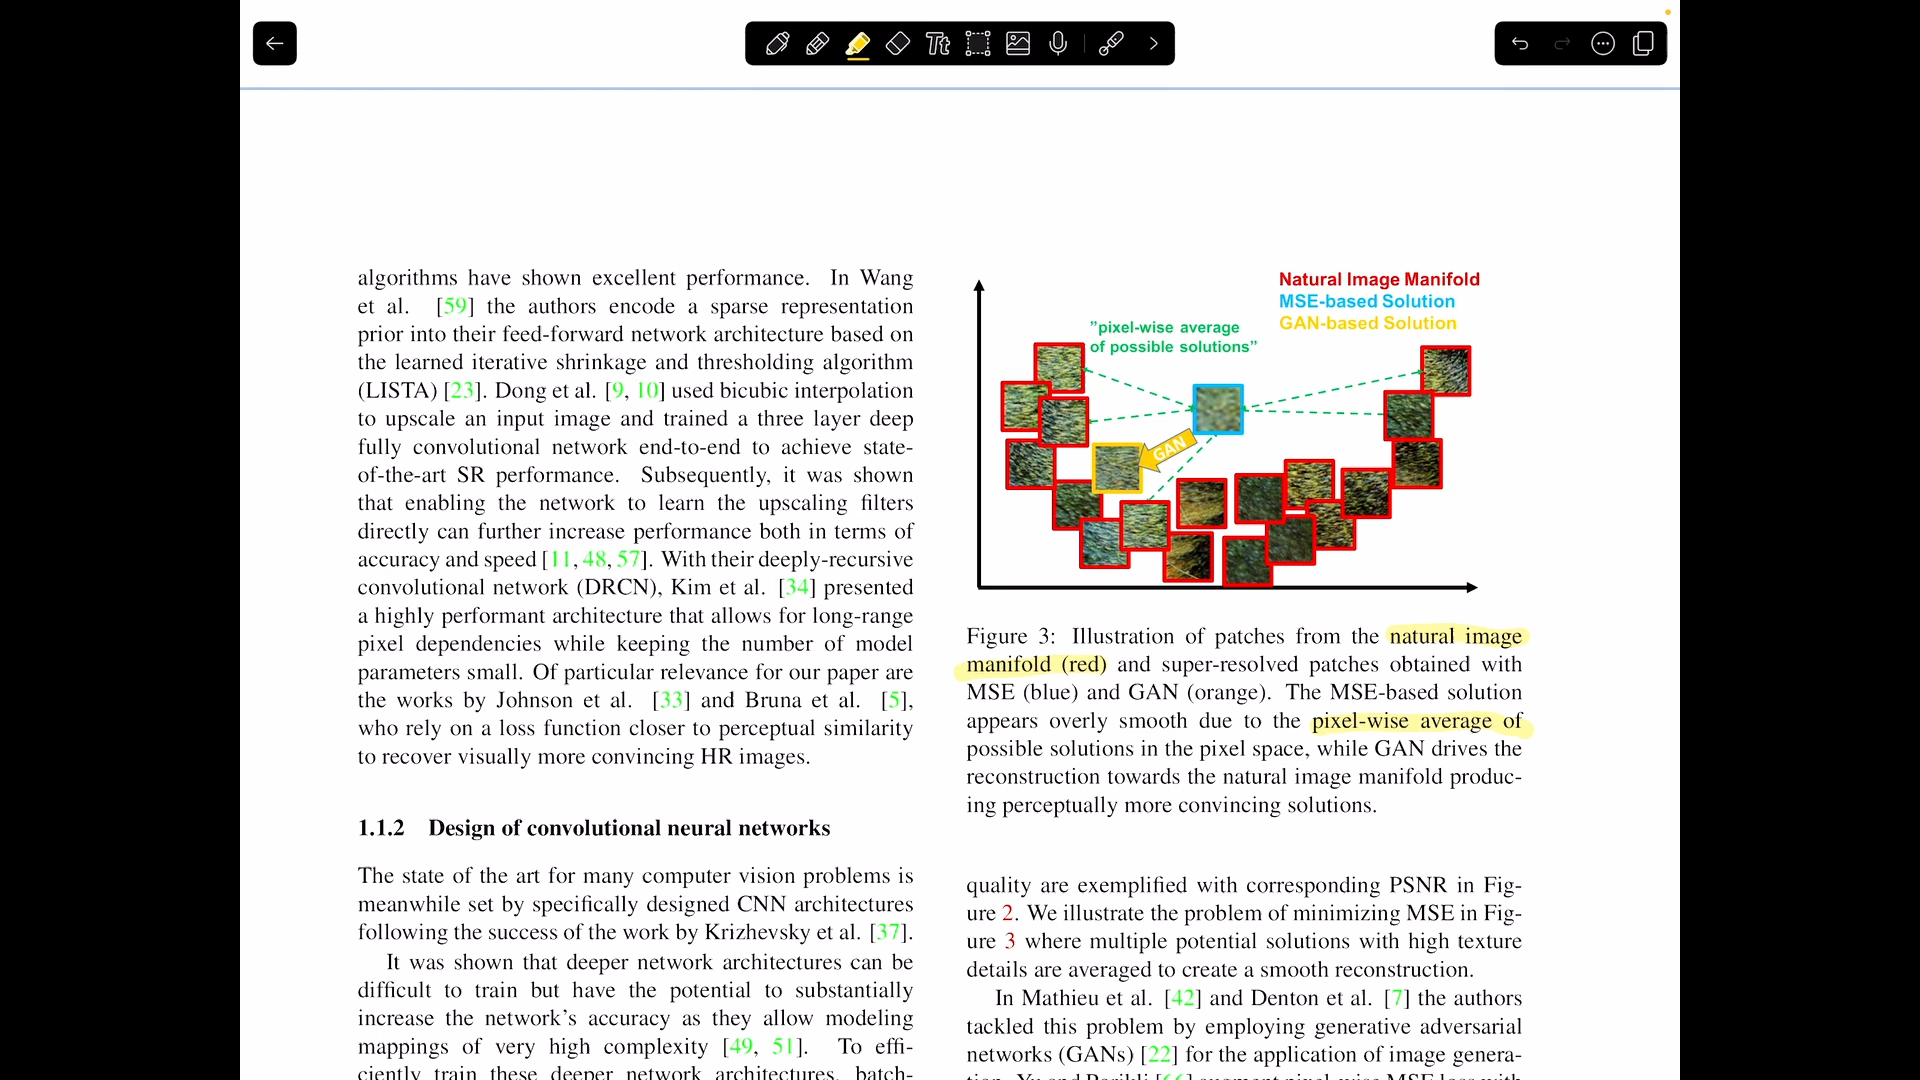 algorithms have shown excellent performance. In Wang
et al. [59] the authors encode a sparse representation
prior into their feed-forward network architecture based on
the learned iterative shrinkage and thresholding algorithm
(LISTA) [23]. Dong et al. [9, 10] used bicubic interpolation
to upscale an input image and trained a three layer deep
fully convolutional network end-to-end to achieve state-
of-the-art SR performance. Subsequently, it was shown
that enabling the network to learn the upscaling filters
directly can further increase performance both in terms of
accuracy and speed [11, 48, 57]. With their deeply-recursive
convolutional network (DRCN), Kim et al. [34] presented
a highly performant architecture that allows for long-range
pixel dependencies while keeping the number of model
parameters small. Of particular relevance for our paper are
the works by Johnson et al. [33] and Bruna et al. [5],
who rely on a loss function closer to perceptual similarity
to recover visually more convincing HR images.
1.1.2 Design of convolutional neural networks
The state of the art for many computer vision problems is
meanwhile set by specifically designed CNN architectures
following the success of the work by Krizhevsky et al. [37].
It was shown that deeper network architectures can be
difficult to train but have the potential to substantially
increase the network's accuracy as they allow modeling
mappings of very high complexity [49, 51]. To effi-
ciently train these deeper network architectures, batch-
Natural Image Manifold
MSE-based Solution
GAN-based Solution
"pixel-wise average
of possible solutions"
GAN
Figure 3: Illustration of patches from the natural image
manifold (red) and super-resolved patches obtained with
MSE (blue) and GAN (orange). The MSE-based solution
appears overly smooth due to the pixel-wise average of
possible solutions in the pixel space, while GAN drives the
reconstruction towards the natural image manifold produc-
ing perceptually more convincing solutions.
quality are exemplified with corresponding PSNR in Fig-
ure 2. We illustrate the problem of minimizing MSE in Fig-
ure 3 where multiple potential solutions with high texture
details are averaged to create a smooth reconstruction.
In Mathieu et al. [42] and Denton et al. [7] the authors
tackled this problem by employing generative adversarial
networks (GANs) [22] for the application of image genera-